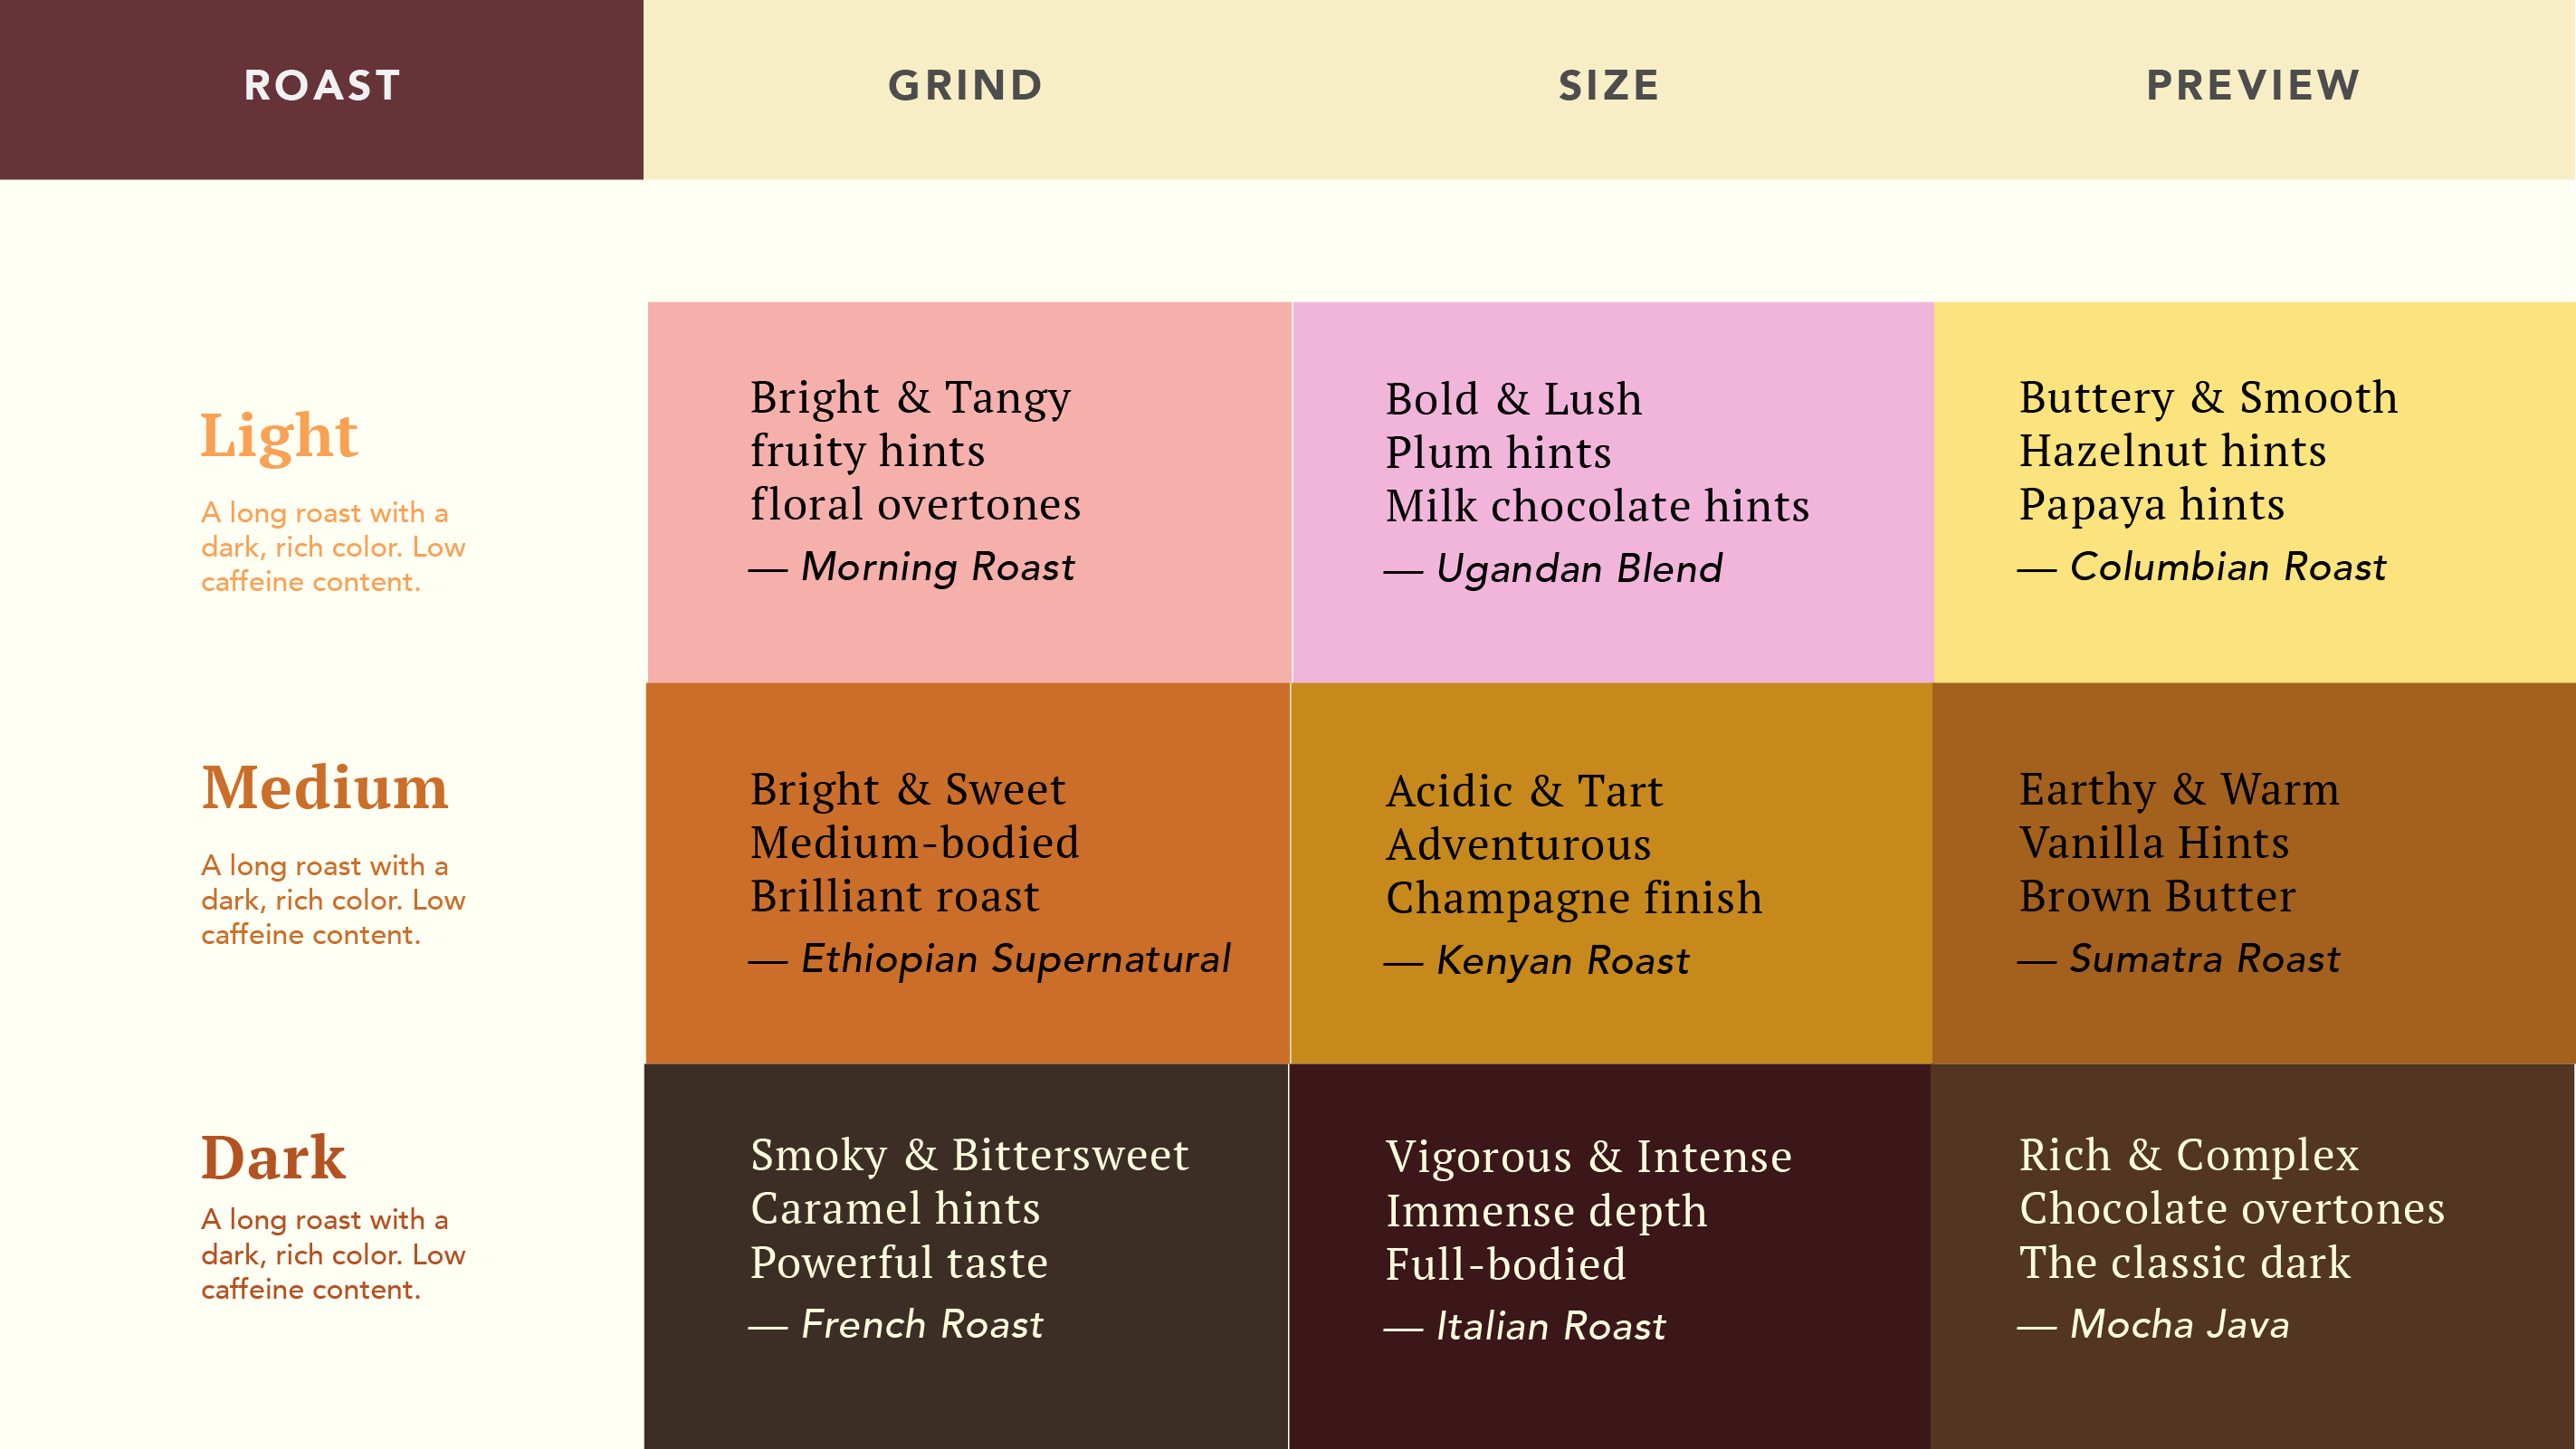 ROAST
GRIND
SIZE
PREVIEW
Light
A long roast with a
dark, rich color. Low
caffeine content.
Bright & Tangy
fruity hints
floral overtones
— Morning Roast
Bold & Lush
Plum hints
Milk chocolate hints
— Ugandan Blend
Buttery & Smooth
Hazelnut hints
Papaya hints
— Columbian Roast
Medium
A long roast with a
dark, rich color. Low
caffeine content.
Bright & Sweet
Medium-bodied
Brilliant roast
— Ethiopian Supernatural
Acidic & Tart
Adventurous
Champagne finish
— Kenyan Roast
Earthy & Warm
Vanilla Hints
Brown Butter
— Sumatra Roast
Dark
A long roast with a
dark, rich color. Low
caffeine content.
Smoky & Bittersweet
Caramel hints
Powerful taste
— French Roast
Vigorous & Intense
Immense depth
Full-bodied
— Italian Roast
Rich & Complex
Chocolate overtones
The classic dark
— Mocha Java